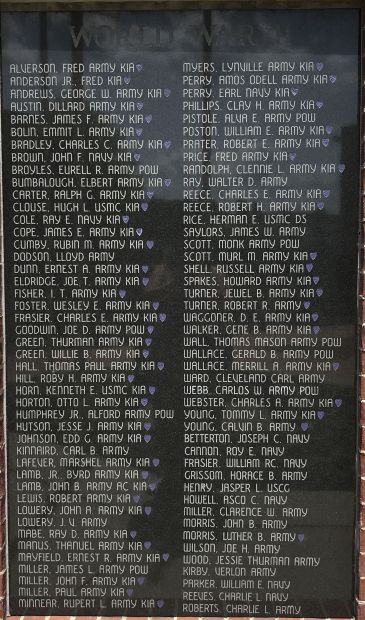 WORLD WAR II
ALVERSON, FRED ARMY KIA
ANDERSON JR., FRED KIA
ANDREWS, GEORGE W. ARMY KIA
AUSTIN, DILLARD ARMY KIA
BARNES, JAMES F. ARMY KIA
BOLIN, EMMIT L. ARMY KIA
BRADLEY, CHARLES C. ARMY KIA
BROWN, JOHN F. NAVY KIA
BROYLES, EURELL R. ARMY POW
BUMBALOUGH, ELBERT ARMY KIA
CARTER, RALPH G. ARMY KIA
CLOUSE, HUGH L. USMC KIA
COLE, RAY E. NAVY KIA
COPE, JAMES E. ARMY KIA
CUMBY, RUBIN M. ARMY KIA
DODSON, LLOYD ARMY
DUNN, ERNEST A. ARMY KIA
ELDRIDGE, JOE T. ARMY KIA
FISHER, I. T. ARMY KIA
FOSTER, WESLEY E. ARMY KIA
FRASIER, CHARLES E. ARMY KIA
GOODWIN, JOE D. ARMY POW
GREEN, THURMAN ARMY KIA
GREEN, WILLIE B. ARMY KIA
HALL, THOMAS PAUL ARMY KIA
HILL, ROBY H. ARMY KIA
HORN, KENNETH E. USMC KIA
HORTON, OTTO L. ARMY KIA
HUMPHREY JR., ALFORD ARMY POW
HUTSON, JESSE J. ARMY KIA
JOHNSON, EDD G. ARMY KIA
KINNAIRD, CARL B. ARMY
LAFEVER, MARSHEL ARMY KIA
LAMB, JR., BYRD ARMY KIA
LAMB, JOHN B. ARMY AC KIA
LEWIS, ROBERT ARMY KIA
LOWERY, JOHN A. ARMY KIA
LOWERY, J. V. ARMY
MABE, RAY D. ARMY KIA
MANUS, THANUEL ARMY KIA
MAYFIELD, ERNEST R. ARMY KIA
MILLER, JAMES L. ARMY POW
MILLER, JOHN F. ARMY KIA
MILLER, PAUL ARMY KIA
MINNEAR, RUPERT L. ARMY KIA
MYERS, LYNVILLE ARMY KIA
PERRY, AMOS ODELL ARMY KIA
PERRY, EARL NAVY KIA
PHILLIPS, CLAY H. ARMY KIA
PISTOLE, ALVA E. ARMY POW
POSTON, WILLIAM E. ARMY KIA
PRATER, ROBERT E. ARMY KIA
PRICE, FRED ARMY KIA
RANDOLPH, CLENNIE L. ARMY KIA
RAY, WALTER D. ARMY
REECE, CHARLES E. ARMY KIA
REECE, ROBERT H. ARMY KIA
RICE, HERMAN E. USMC DS
SAYLORS, JAMES W. ARMY
SCOTT, MONK ARMY POW
SCOTT, MURL M. ARMY KIA
SHELL, RUSSELL ARMY KIA
SPAKES, HOWARD ARMY KIA
TURNER, JEWEL B. ARMY KIA
TURNER, ROBERT R. ARMY
WAGGONER, D. E. ARMY KIA
WALKER, GENE B. ARMY KIA
WALL, THOMAS MASON ARMY POW
WALLACE, GERALD B. ARMY POW
WALLACE, MERRILL A. ARMY KIA
WARD, CLEVELAND CARL ARMY
WEBB, CARLOS W. ARMY POW
WEBSTER, CHARLES A. ARMY KIA
YOUNG, TOMMY L. ARMY KIA
YOUNG, CALVIN B. ARMY
BETTERTON, JOSEPH C. NAVY
CANNON, ROY E. NAVY
FRASIER, WILLIAM RC. NAVY
GRISSOM, HORACE B. ARMY
HENRY, JASPER L. USCG
HOWELL, ASCO C. NAVY
MILLER, CLARENCE W. ARMY
MORRIS, JOHN B. ARMY
MORRIS, LUTHER B. ARMY
WILSON, JOE H. ARMY
WOOD, JESSIE THURMAN ARMY
KIRBY, VERLON ARMY
PARKER, WILLIAM E. NAVY
REEVES, CHARLIE L. NAVY
ROBERTS, CHARLIE L. ARMY